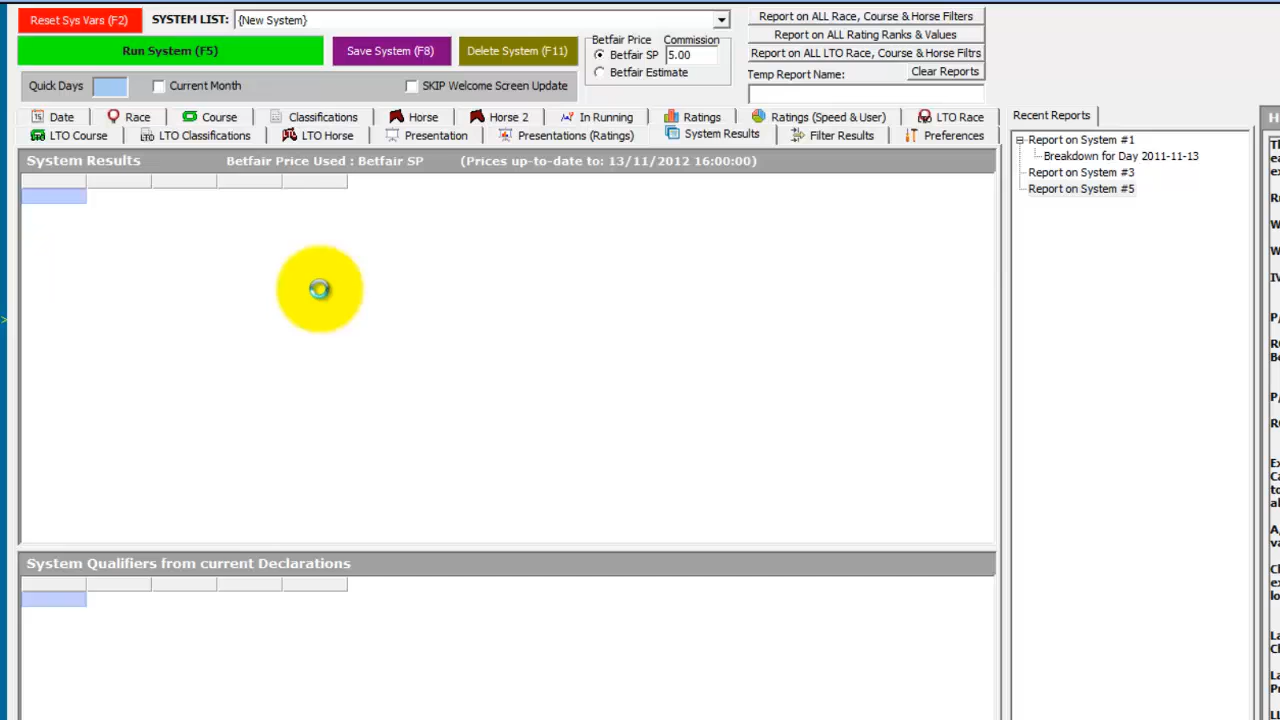 Reset Sys Vars (F2) SYSTEM LIST: {New System}
Run System (F5) Save System (F8) Delete System (F11)
Quick Days Current Month SKIP Welcome Screen Update
Betfair Price Commission
Betfair SP 5.00
Betfair Estimate
Report on ALL Race, Course & Horse Filters
Report on ALL Rating Ranks & Values
Report on ALL LTO Race, Course & Horse Filtrs
Temp Report Name: Clear Reports
Date Race Course Classifications Horse Horse 2 In Running Ratings Ratings (Speed & User) LTO Race
LTO Course LTO Classifications LTO Horse Presentation Presentations (Ratings) System Results Filter Results Preferences
System Results Betfair Price Used : Betfair SP (Prices up-to-date to: 13/11/2012 16:00:00)
System Qualifiers from current Declarations
Recent Reports
Report on System #1
Breakdown for Day 2011-11-13
Report on System #3
Report on System #5